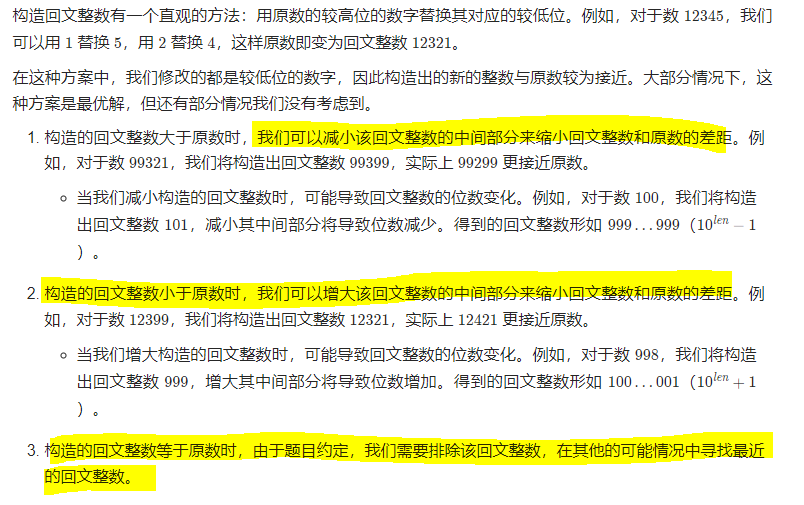 构造回文整数有一个直观的方法：用原数的较高位的数字替换其对应的较低位。例如，对于数 12345，我们
可以用 1 替换 5，用 2 替换 4，这样原数即变为回文整数 12321。
在这种方案中，我们修改的都是较低位的数字，因此构造出的新的整数与原数较为接近。大部分情况下，这
种方案是最优解，但还有部分情况我们没有考虑到。
1. 构造的回文整数大于原数时，我们可以减小该回文整数的中间部分来缩小回文整数和原数的差距。例
如，对于数 99321，我们将构造出回文整数 99399，实际上 99299 更接近原数。
○ 当我们减小构造的回文整数时，可能导致回文整数的位数变化。例如，对于数 100，我们将构造
出回文整数 101，减小其中间部分将导致位数减少。得到的回文整数形如 999…999（10^{len} − 1
）。
2. 构造的回文整数小于原数时，我们可以增大该回文整数的中间部分来缩小回文整数和原数的差距。例
如，对于数 12399，我们将构造出回文整数 12321，实际上 12421 更接近原数。
○ 当我们增大构造的回文整数时，可能导致回文整数的位数变化。例如，对于数 998，我们将构造
出回文整数 999，增大其中间部分将导致位数增加。得到的回文整数形如 100…001（10^{len} + 1
）。
3. 构造的回文整数等于原数时，由于题目约定，我们需要排除该回文整数，在其他的可能情况中寻找最近
的回文整数。